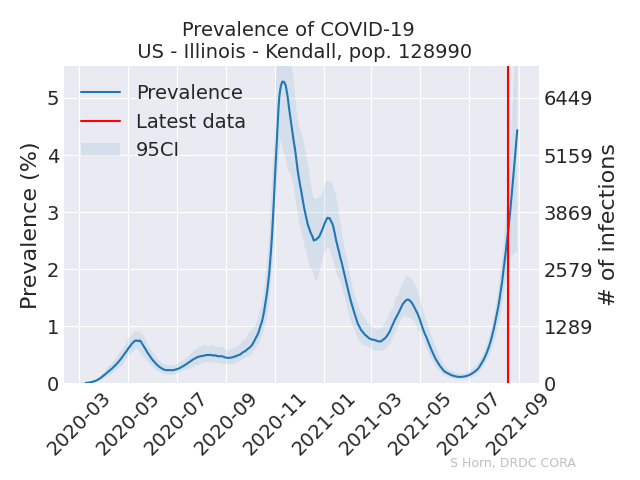 Prevalence of COVID-19
US - Illinois - Kendall, pop. 128990
Prevalence
Latest data
95CI
Prevalence (%)
5
4
3
2
1
0
6449
5159
3869
2579
1289
0
# of infections
2020-03
2020-05
2020-07
2020-09
2020-11
2021-01
2021-03
2021-05
2021-07
2021-09
S Horn, DRDC CORA